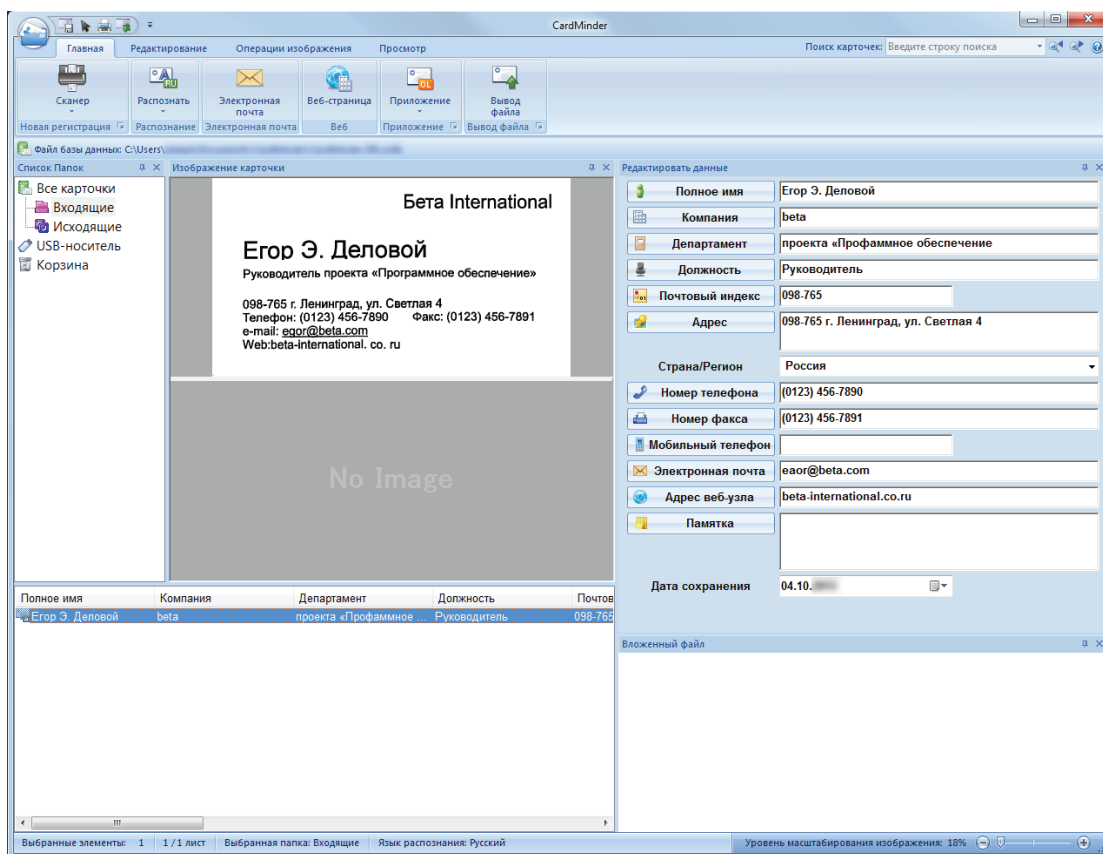 CardMinder
Главная Редактирование Операции изображения Просмотр Поиск карточек: Введите строку поиска
Сканер Распознать Электронная почта Веб-страница Приложение Вывод файла
Новая регистрация Распознавание Электронная почта Веб Приложение Вывод файла
Файл базы данных: C:\Users\
Список Папок
Все карточки
Входящие
Исходящие
USB-носитель
Корзина
Изображение карточки
Бета International
Егор Э. Деловой
Руководитель проекта «Программное обеспечение»
098-765 г. Ленинград, ул. Светлая 4
Телефон: (0123) 456-7890 Факс: (0123) 456-7891
e-mail: egor@beta.com
Web:beta-international. co. ru
No Image
Редактировать данные
Полное имя Егор Э. Деловой
Компания beta
Департамент проекта «Профаммное обеспечение
Должность Руководитель
Почтовый индекс 098-765
Адрес 098-765 г. Ленинград, ул. Светлая 4
Страна/Регион Россия
Номер телефона (0123) 456-7890
Номер факса (0123) 456-7891
Мобильный телефон
Электронная почта eaor@beta.com
Адрес веб-узла beta-international.co.ru
Памятка
Дата сохранения 04.10.
Вложенный файл
Полное имя Компания Департамент Должность Почтов
Егор Э. Деловой beta проекта «Профаммное ... Руководитель 098-765
Выбранные элементы: 1 1 / 1 лист Выбранная папка: Входящие Язык распознания: Русский Уровень масштабирования изображения: 18%